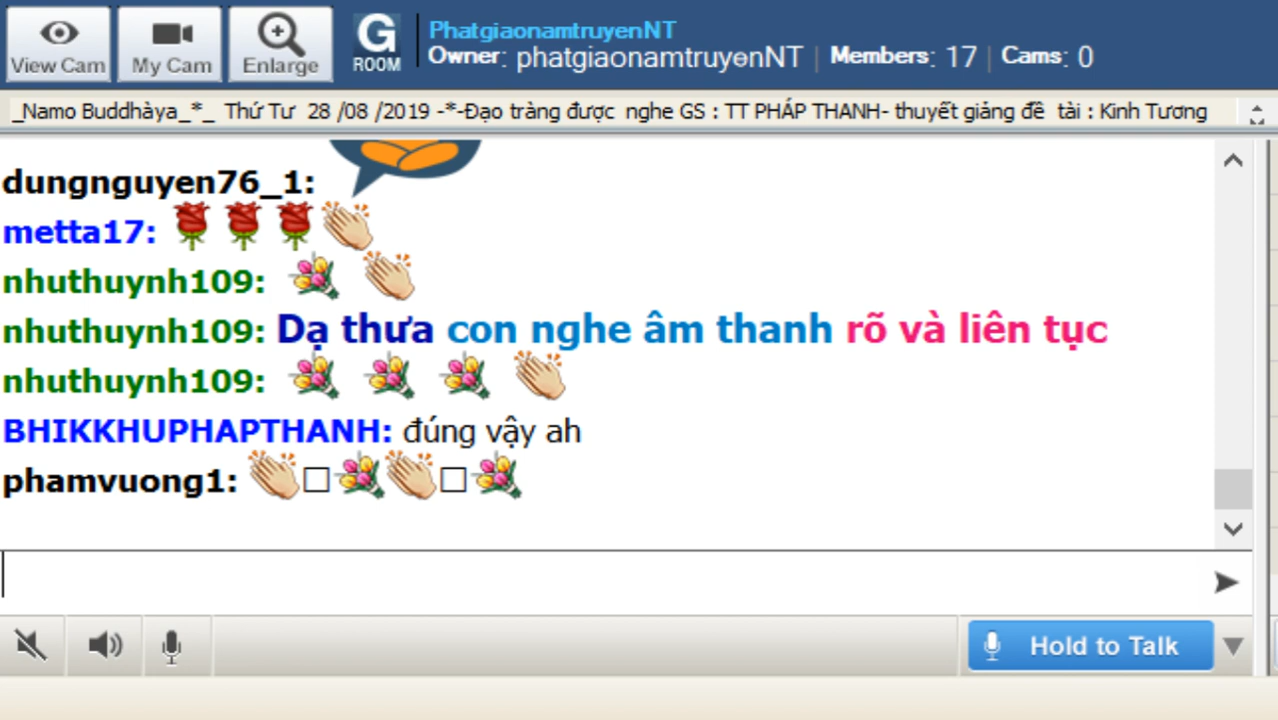 View Cam
My Cam
Enlarge
G
ROOM
PhatgiaonamtruyenNT
Owner: phatgiaonamtruyenNT | Members: 17 | Cams: 0
_Namo Buddhàya_*_ Thứ Tư 28 /08 /2019 -*-Đạo tràng được nghe GS : TT PHÁP THANH- thuyết giảng đề tài : Kinh Tương
dungnguyen76_1:
metta17:
nhuthuynh109:
nhuthuynh109: Dạ thưa con nghe âm thanh rõ và liên tục
nhuthuynh109:
BHIKKHUPHAPTHANH: đúng vậy ah
phamvuong1:
Hold to Talk